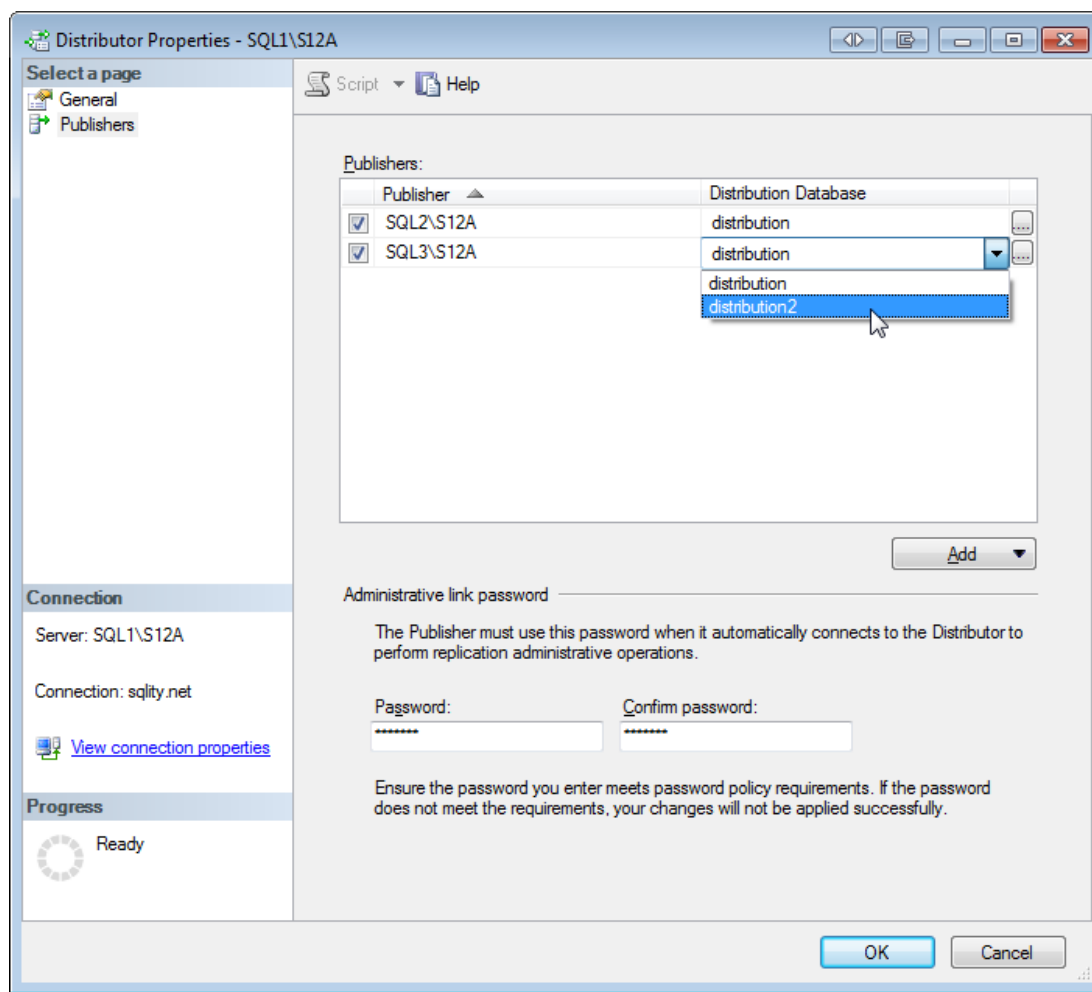 Distributor Properties - SQL1\S12A
Select a page
General
Publishers
Script
Help
Publishers:
Publisher
Distribution Database
SQL2\S12A
distribution
....
SQL3\S12A
distribution
....
distribution
distribution2
Add
Connection
Server: SQL1\S12A
Connection: sqlity.net
View connection properties
Progress
Ready
Administrative link password
The Publisher must use this password when it automatically connects to the Distributor to
perform replication administrative operations.
Password:
Confirm password:
*******
*******
Ensure the password you enter meets password policy requirements. If the password
does not meet the requirements, your changes will not be applied successfully.
OK
Cancel